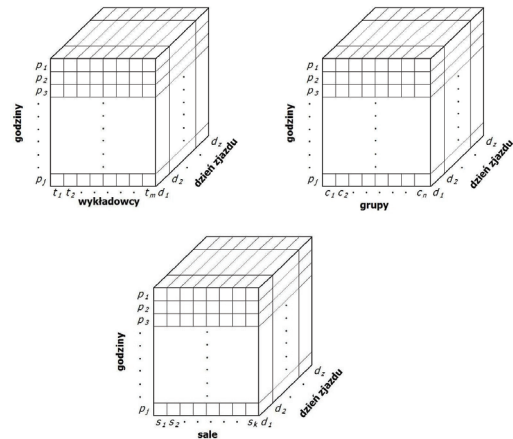 p1
p2
p3
godziny
pj
t1 t2 tm d1 d2 dz
wykładowcy
dzień zjazdu
p1
p2
p3
godziny
pj
c1 c2 cn d1 d2 dz
grupy
dzień zjazdu
p1
p2
p3
godziny
pj
s1 s2 sk d1 d2 dz
sale
dzień zjazdu